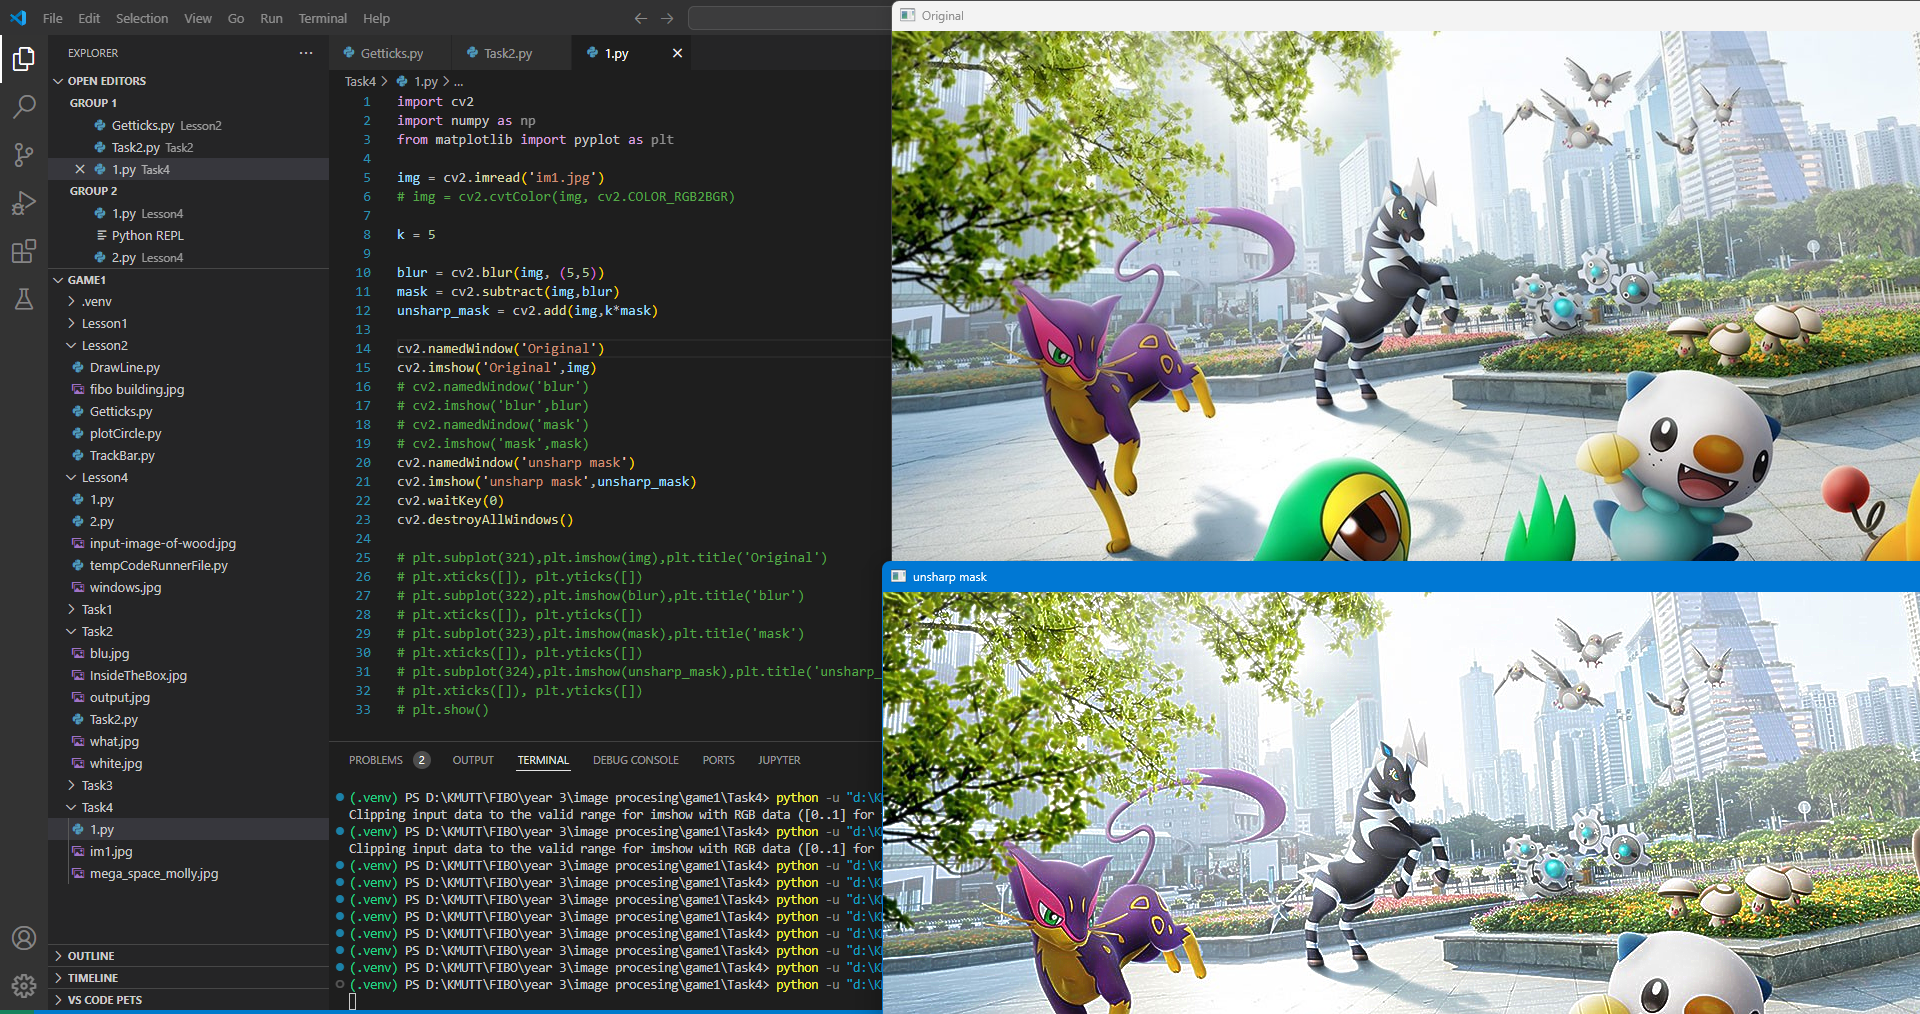 File Edit Selection View Go Run Terminal Help
EXPLORER
OPEN EDITORS
GROUP 1
Getticks.py Lesson2
Task2.py Task2
1.py Task4
GROUP 2
1.py Lesson4
Python REPL
2.py Lesson4
GAME1
.venv
Lesson1
Lesson2
DrawLine.py
fibo building.jpg
Getticks.py
plotCircle.py
TrackBar.py
Lesson4
1.py
2.py
input-image-of-wood.jpg
tempCodeRunnerFile.py
windows.jpg
Task1
Task2
blu.jpg
InsideTheBox.jpg
output.jpg
Task2.py
what.jpg
white.jpg
Task3
Task4
1.py
im1.jpg
mega_space_molly.jpg
OUTLINE
TIMELINE
VS CODE PETS
Getticks.py Task2.py 1.py
Task4 > 1.py > ...
1 import cv2
2 import numpy as np
3 from matplotlib import pyplot as plt
4
5 img = cv2.imread('im1.jpg')
6 # img = cv2.cvtColor(img, cv2.COLOR_RGB2BGR)
7
8 k = 5
9
10 blur = cv2.blur(img, (5,5))
11 mask = cv2.subtract(img,blur)
12 unsharp_mask = cv2.add(img,k*mask)
13
14 cv2.namedWindow('Original')
15 cv2.imshow('Original',img)
16 # cv2.namedWindow('blur')
17 # cv2.imshow('blur',blur)
18 # cv2.namedWindow('mask')
19 # cv2.imshow('mask',mask)
20 cv2.namedWindow('unsharp mask')
21 cv2.imshow('unsharp mask',unsharp_mask)
22 cv2.waitKey(0)
23 cv2.destroyAllWindows()
24
25 # plt.subplot(321),plt.imshow(img),plt.title('Original')
26 # plt.xticks([]), plt.yticks([])
27 # plt.subplot(322),plt.imshow(blur),plt.title('blur')
28 # plt.xticks([]), plt.yticks([])
29 # plt.subplot(323),plt.imshow(mask),plt.title('mask')
30 # plt.xticks([]), plt.yticks([])
31 # plt.subplot(324),plt.imshow(unsharp_mask),plt.title('unsharp_
32 # plt.xticks([]), plt.yticks([])
33 # plt.show()
PROBLEMS 2 OUTPUT TERMINAL DEBUG CONSOLE PORTS JUPYTER
(.venv) PS D:\KMUTT\FIBO\year 3\image procesing\game1\Task4> python -u "d:\K
Clipping input data to the valid range for imshow with RGB data ([0..1] for
(.venv) PS D:\KMUTT\FIBO\year 3\image procesing\game1\Task4> python -u "d:\K
Clipping input data to the valid range for imshow with RGB data ([0..1] for
(.venv) PS D:\KMUTT\FIBO\year 3\image procesing\game1\Task4> python -u "d:\K
(.venv) PS D:\KMUTT\FIBO\year 3\image procesing\game1\Task4> python -u "d:\K
(.venv) PS D:\KMUTT\FIBO\year 3\image procesing\game1\Task4> python -u "d:\K
(.venv) PS D:\KMUTT\FIBO\year 3\image procesing\game1\Task4> python -u "d:\K
(.venv) PS D:\KMUTT\FIBO\year 3\image procesing\game1\Task4> python -u "d:\K
(.venv) PS D:\KMUTT\FIBO\year 3\image procesing\game1\Task4> python -u "d:\K
(.venv) PS D:\KMUTT\FIBO\year 3\image procesing\game1\Task4> python -u "d:\K
(.venv) PS D:\KMUTT\FIBO\year 3\image procesing\game1\Task4> python -u "d:\K
Original
unsharp mask